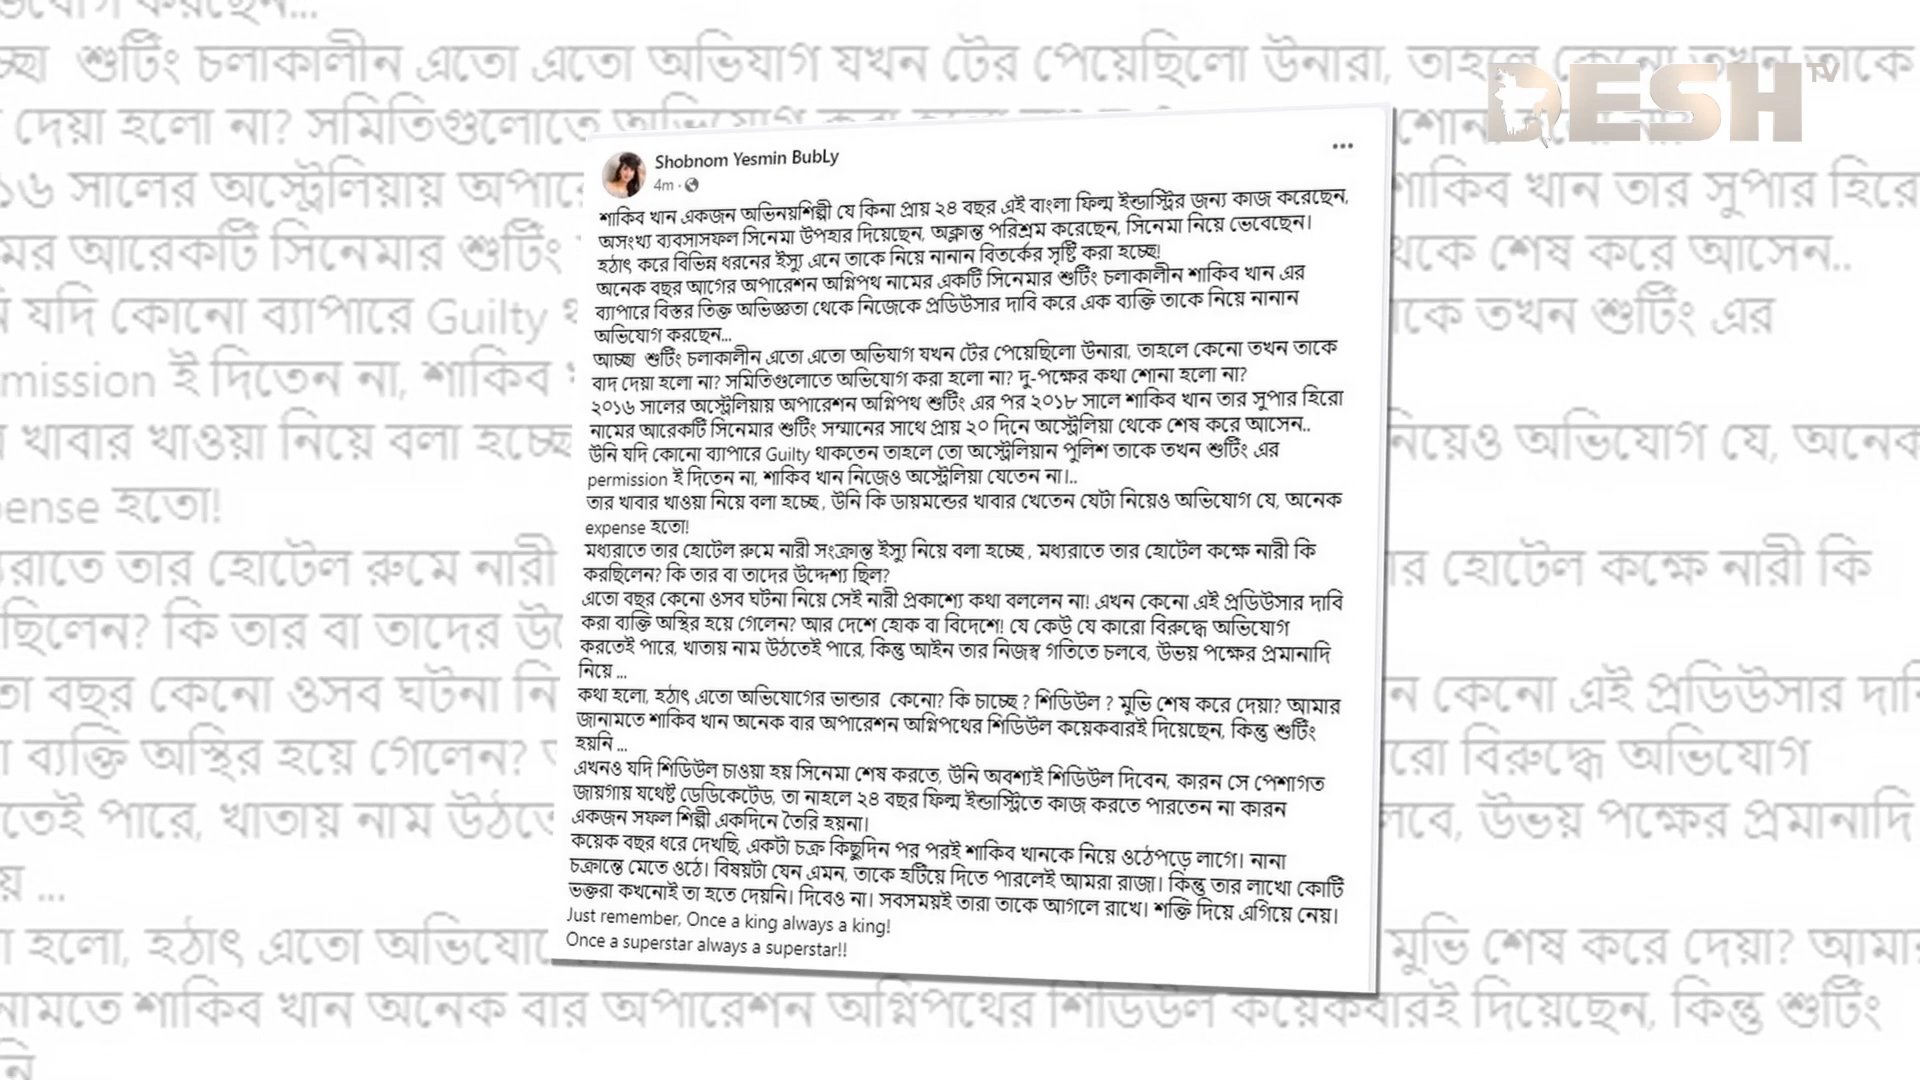 DESH TV
Shobnom Yesmin BubLy
4m
শাকিব খান একজন অভিনয়শিল্পী যে কিনা প্রায় ২৪ বছর এই বাংলা ফিল্ম ইন্ডাস্ট্রির জন্য কাজ করেছেন,
অসংখ্য ব্যবসাসফল সিনেমা উপহার দিয়েছেন, অক্লান্ত পরিশ্রম করেছেন, সিনেমা নিয়ে ভেবেছেন।
হঠাৎ করে বিভিন্ন ধরনের ইস্যু এনে তাকে নিয়ে নানান বিতর্কের সৃষ্টি করা হচ্ছে!
অনেক বছর আগের অপারেশন অগ্নিপথ নামের একটি সিনেমার শুটিং চলাকালীন শাকিব খান এর
ব্যাপারে বিস্তর তিক্ত অভিজ্ঞতা থেকে নিজেকে প্রডিউসার দাবি করে এক ব্যক্তি তাকে নিয়ে নানান
অভিযোগ করছেন...
আচ্ছা শুটিং চলাকালীন এতো এতো অভিযাগ যখন টের পেয়েছিলো উনারা, তাহলে কেনো তখন তাকে
বাদ দেয়া হলো না? সমিতিগুলোতে অভিযোগ করা হলো না? দু-পক্ষের কথা শোনা হলো না?
২০১৬ সালের অস্ট্রেলিয়ায় অপারেশন অগ্নিপথ শুটিং এর পর ২০১৮ সালে শাকিব খান তার সুপার হিরো
নামের আরেকটি সিনেমার শুটিং সম্মানের সাথে প্রায় ২০ দিনে অস্ট্রেলিয়া থেকে শেষ করে আসেন..
উনি যদি কোনো ব্যাপারে Guilty থাকতেন তাহলে তো অস্ট্রেলিয়ান পুলিশ তাকে তখন শুটিং এর
permission ই দিতেন না, শাকিব খান নিজেও অস্ট্রেলিয়া যেতেন না।..
তার খাবার খাওয়া নিয়ে বলা হচ্ছে, উনি কি ডায়মন্ডের খাবার খেতেন যেটা নিয়েও অভিযোগ যে, অনেক
expense হতো!
মধ্যরাতে তার হোটেল রুমে নারী সংক্রান্ত ইস্যু নিয়ে বলা হচ্ছে, মধ্যরাতে তার হোটেল কক্ষে নারী কি
করছিলেন? কি তার বা তাদের উদ্দেশ্য ছিল?
এতো বছর কেনো ওসব ঘটনা নিয়ে সেই নারী প্রকাশ্যে কথা বললেন না! এখন কেনো এই প্রডিউসার দাবি
করা ব্যক্তি অস্থির হয়ে গেলেন? আর দেশে হোক বা বিদেশে! যে কেউ যে কারো বিরুদ্ধে অভিযোগ
করতেই পারে, খাতায় নাম উঠতেই পারে, কিন্তু আইন তার নিজস্ব গতিতে চলবে, উভয় পক্ষের প্রমানাদি
নিয়ে ...
কথা হলো, হঠাৎ এতো অভিযোগের ভান্ডার কেনো? কি চাচ্ছে ? শিডিউল ? মুভি শেষ করে দেয়া? আমার
জানামতে শাকিব খান অনেক বার অপারেশন অগ্নিপথের শিডিউল কয়েকবারই দিয়েছেন, কিন্তু শুটিং
হয়নি ...
এখনও যদি শিডিউল চাওয়া হয় সিনেমা শেষ করতে, উনি অবশ্যই শিডিউল দিবেন, কারন সে পেশাগত
জায়গায় যথেষ্ট ডেডিকেটেড, তা নাহলে ২৪ বছর ফিল্ম ইন্ডাস্ট্রিতে কাজ করতে পারতেন না কারন
একজন সফল শিল্পী একদিনে তৈরি হয়না।
কয়েক বছর ধরে দেখছি, একটা চক্র কিছুদিন পর পরই শাকিব খানকে নিয়ে ওঠেপড়ে লাগে। নানা
চক্রান্তে মেতে ওঠে। বিষয়টা যেন এমন, তাকে হটিয়ে দিতে পারলেই আমরা রাজা। কিন্তু তার লাখো কোটি
ভক্তরা কখনোই তা হতে দেয়নি। দিবেও না। সবসময়ই তারা তাকে আগলে রাখে। শক্তি দিয়ে এগিয়ে নেয়।
Just remember, Once a king always a king!
Once a superstar always a superstar!!